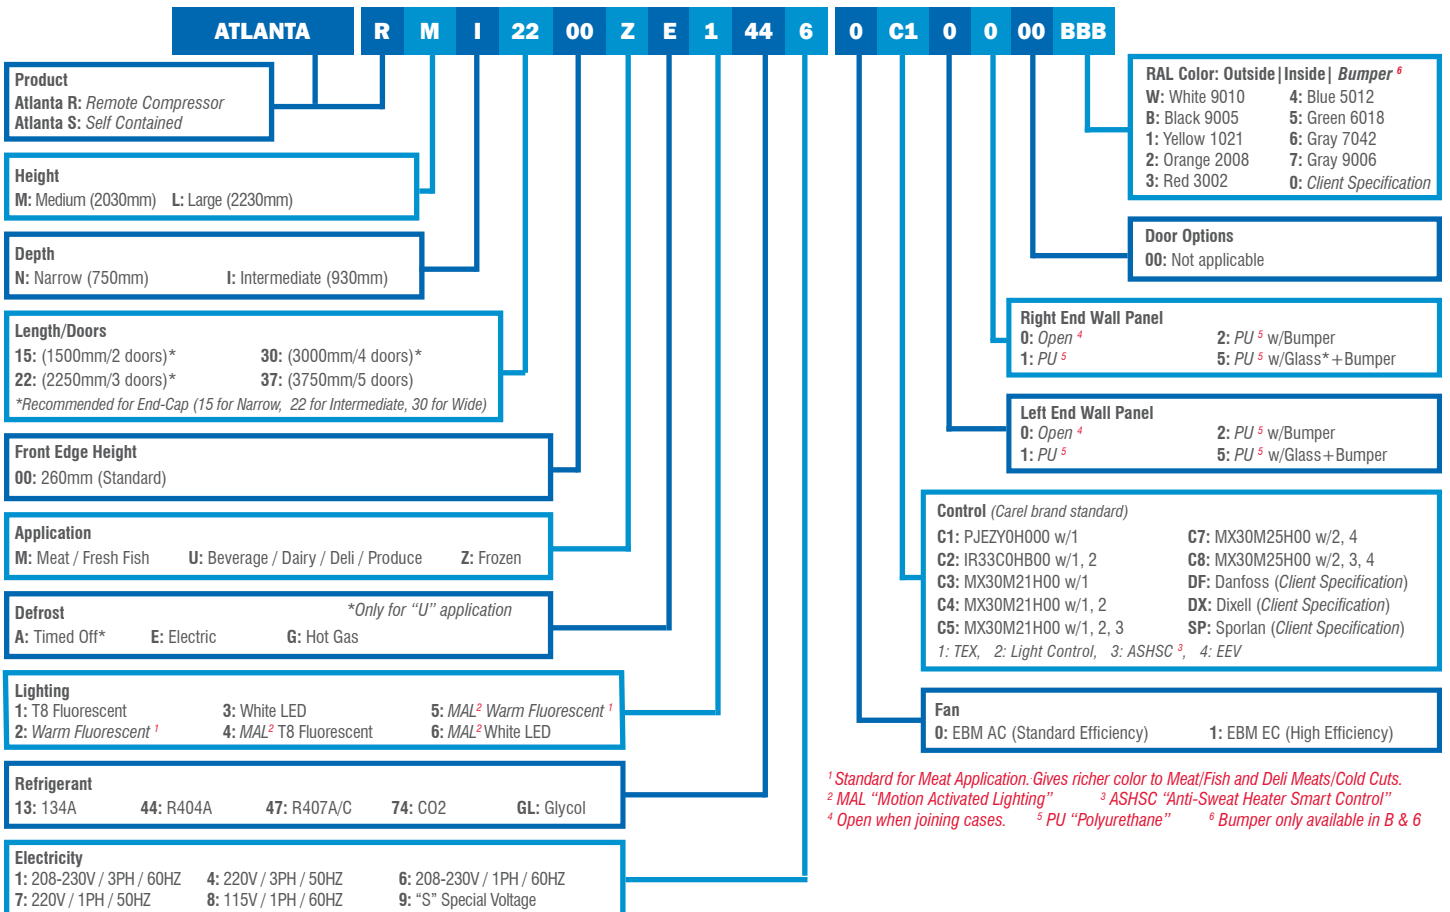 ATLANTA R M I 22 00 Z E 1 44 6 0 C1 0 0 00 BBB
Product
Atlanta R: Remote Compressor
Atlanta S: Self Contained
Height
M: Medium (2030mm) L: Large (2230mm)
Depth
N: Narrow (750mm) I: Intermediate (930mm)
Length/Doors
15: (1500mm/2 doors)* 30: (3000mm/4 doors)*
22: (2250mm/3 doors)* 37: (3750mm/5 doors)
*Recommended for End-Cap (15 for Narrow, 22 for Intermediate, 30 for Wide)
Front Edge Height
00: 260mm (Standard)
Application
M: Meat / Fresh Fish U: Beverage / Dairy / Deli / Produce Z: Frozen
Defrost *Only for “U” application
A: Timed Off* E: Electric G: Hot Gas
Lighting
1: T8 Fluorescent 3: White LED 5: MAL² Warm Fluorescent ¹
2: Warm Fluorescent ¹ 4: MAL² T8 Fluorescent 6: MAL² White LED
Refrigerant
13: 134A 44: R404A 47: R407A/C 74: CO2 GL: Glycol
Electricity
1: 208-230V / 3PH / 60HZ 4: 220V / 3PH / 50HZ 6: 208-230V / 1PH / 60HZ
7: 220V / 1PH / 50HZ 8: 115V / 1PH / 60HZ 9: “S” Special Voltage
RAL Color: Outside|Inside| Bumper ⁶
W: White 9010 4: Blue 5012
B: Black 9005 5: Green 6018
1: Yellow 1021 6: Gray 7042
2: Orange 2008 7: Gray 9006
3: Red 3002 0: Client Specification
Door Options
00: Not applicable
Right End Wall Panel
0: Open ⁴ 2: PU ⁵ w/Bumper
1: PU ⁵ 5: PU ⁵ w/Glass*+Bumper
Left End Wall Panel
0: Open ⁴ 2: PU ⁵ w/Bumper
1: PU ⁵ 5: PU ⁵ w/Glass+Bumper
Control (Carel brand standard)
C1: PJEZY0H000 w/1 C7: MX30M25H00 w/2, 4
C2: IR33C0HB00 w/1, 2 C8: MX30M25H00 w/2, 3, 4
C3: MX30M21H00 w/1 DF: Danfoss (Client Specification)
C4: MX30M21H00 w/1, 2 DX: Dixell (Client Specification)
C5: MX30M21H00 w/1, 2, 3 SP: Sporlan (Client Specification)
1: TEX, 2: Light Control, 3: ASHSC ³, 4: EEV
Fan
0: EBM AC (Standard Efficiency) 1: EBM EC (High Efficiency)
¹ Standard for Meat Application. Gives richer color to Meat/Fish and Deli Meats/Cold Cuts.
² MAL “Motion Activated Lighting” ³ ASHSC “Anti-Sweat Heater Smart Control”
⁴ Open when joining cases. ⁵ PU “Polyurethane” ⁶ Bumper only available in B & 6